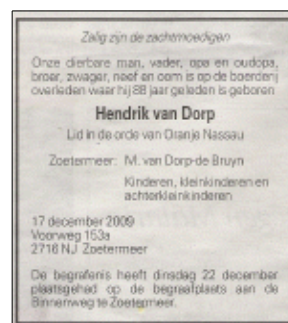 Zalig zijn de zachtmoedigen
Onze dierbare man, vader, opa en oudopa,
broer, zwager, neef en oom is op de boerderij
overleden waar hij 88 jaar geleden is geboren
Hendrik van Dorp
Lid in de orde van Oranje Nassau
Zoetermeer: M. van Dorp-de Bruyn
Kinderen, kleinkinderen en
achterkleinkinderen
17 december 2009
Voorweg 153a
2716 NJ Zoetermeer
De begrafenis heeft dinsdag 22 december
plaatsgehad op de begraafplaats aan de
Binnenweg te Zoetermeer.